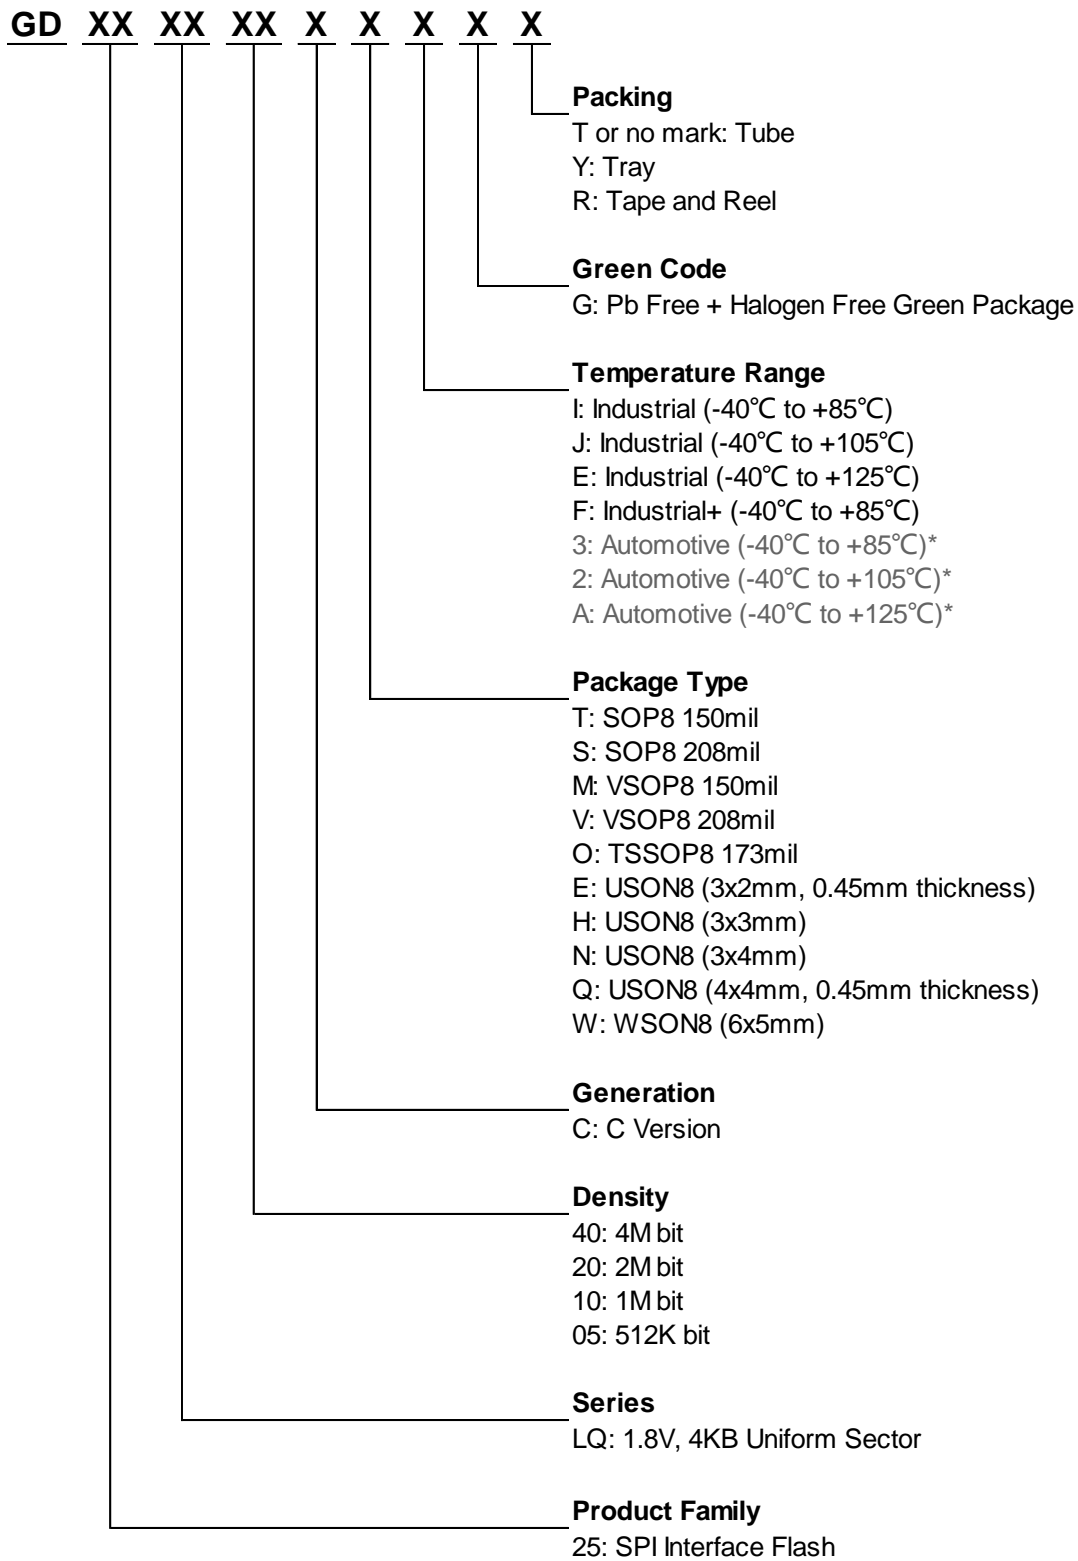 GD XX XX XX X X X X X
Packing
T or no mark: Tube
Y: Tray
R: Tape and Reel
Green Code
G: Pb Free + Halogen Free Green Package
Temperature Range
I: Industrial (-40℃ to +85℃)
J: Industrial (-40℃ to +105℃)
E: Industrial (-40℃ to +125℃)
F: Industrial+ (-40℃ to +85℃)
3: Automotive (-40℃ to +85℃)*
2: Automotive (-40℃ to +105℃)*
A: Automotive (-40℃ to +125℃)*
Package Type
T: SOP8 150mil
S: SOP8 208mil
M: VSOP8 150mil
V: VSOP8 208mil
O: TSSOP8 173mil
E: USON8 (3x2mm, 0.45mm thickness)
H: USON8 (3x3mm)
N: USON8 (3x4mm)
Q: USON8 (4x4mm, 0.45mm thickness)
W: WSON8 (6x5mm)
Generation
C: C Version
Density
40: 4M bit
20: 2M bit
10: 1M bit
05: 512K bit
Series
LQ: 1.8V, 4KB Uniform Sector
Product Family
25: SPI Interface Flash